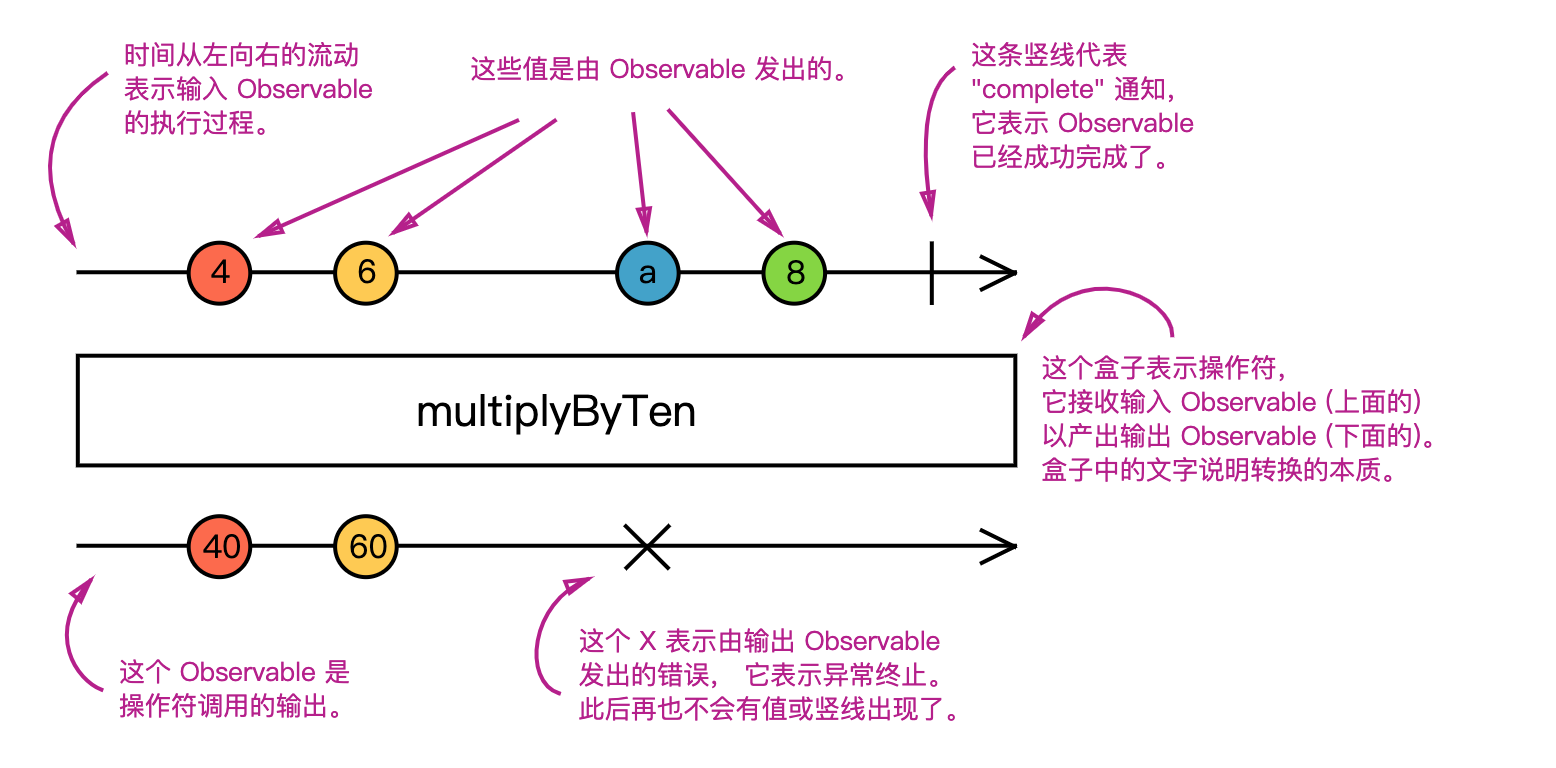 时间从左向右的流动
表示输入 Observable
的执行过程。
这些值是由 Observable 发出的。
这条竖线代表
"complete" 通知,
它表示 Observable
已经成功完成了。
4
6
a
8
这个盒子表示操作符,
它接收输入 Observable (上面的)
以产出输出 Observable (下面的)。
盒子中的文字说明转换的本质。
multiplyByTen
40
60
这个 Observable 是
操作符调用的输出。
这个 X 表示由输出 Observable
发出的错误, 它表示异常终止。
此后再也不会有值或竖线出现了。